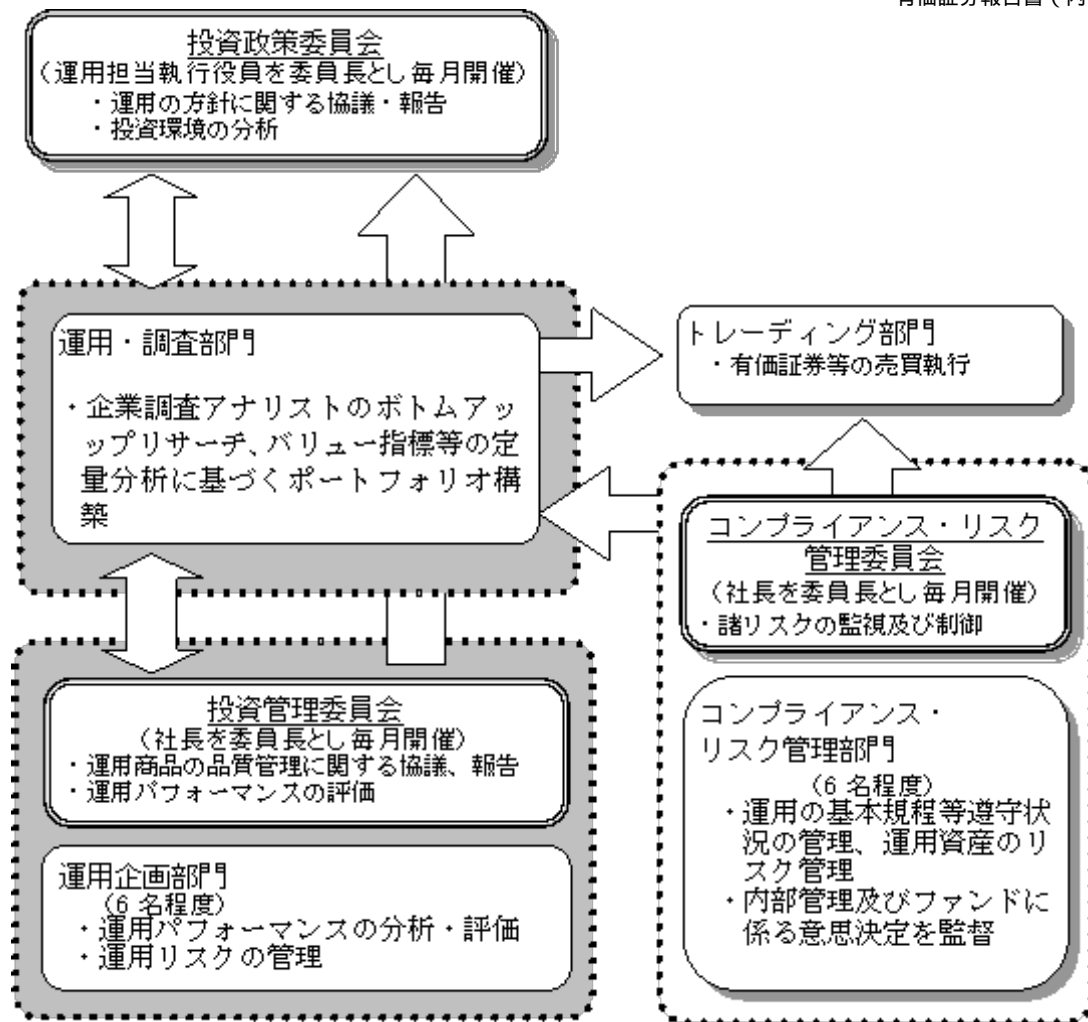 有価証券報告書（内
投資政策委員会
（運用担当執行役員を委員長とし毎月開催）
・運用の方針に関する協議・報告
・投資環境の分析
運用・調査部門
・企業調査アナリストのボトムアッ
ップリサーチ、バリュー指標等の定
量分析に基づくポートフォリオ構
築
トレーディング部門
・有価証券等の売買執行
コンプライアンス・リスク
管理委員会
（社長を委員長とし毎月開催）
・諸リスクの監視及び制御
投資管理委員会
（社長を委員長とし毎月開催）
・運用商品の品質管理に関する協議、報告
・運用パフォーマンスの評価
運用企画部門
（6 名程度）
・運用パフォーマンスの分析・評価
・運用リスクの管理
コンプライアンス・
リスク管理部門
（6 名程度）
・運用の基本規程等遵守状
況の管理、運用資産のリ
スク管理
・内部管理及びファンドに
係る意思決定を監督